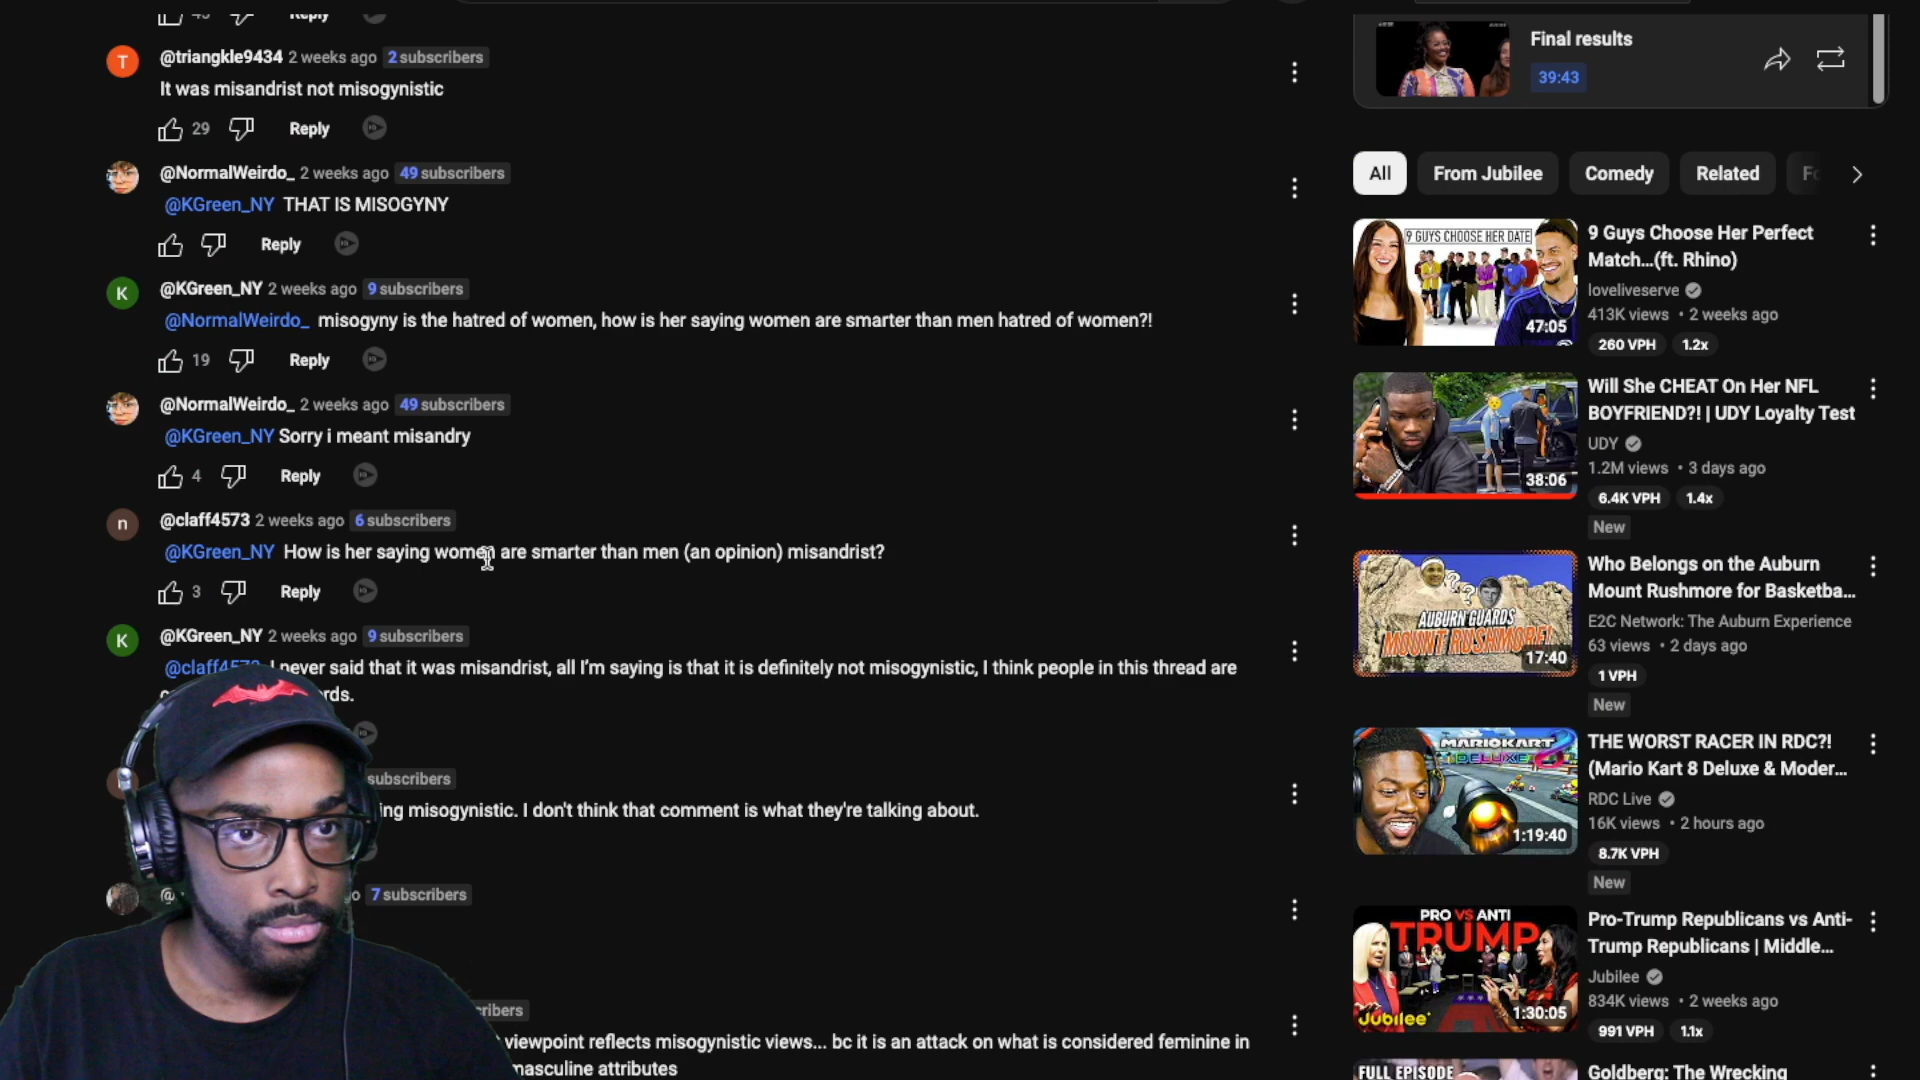 43 Reply
@triangkle9434 2 weeks ago 2 subscribers
It was misandrist not misogynistic
29 Reply
@NormalWeirdo_ 2 weeks ago 49 subscribers
@KGreen_NY THAT IS MISOGYNY
Reply
@KGreen_NY 2 weeks ago 9 subscribers
@NormalWeirdo_ misogyny is the hatred of women, how is her saying women are smarter than men hatred of women?!
19 Reply
@NormalWeirdo_ 2 weeks ago 49 subscribers
@KGreen_NY Sorry i meant misandry
4 Reply
@claff4573 2 weeks ago 6 subscribers
@KGreen_NY How is her saying women are smarter than men (an opinion) misandrist?
3 Reply
@KGreen_NY 2 weeks ago 9 subscribers
@claff4573 I never said that it was misandrist, all I'm saying is that it is definitely not misogynistic, I think people in this thread are
rds.
subscribers
ing misogynistic. I don't think that comment is what they're talking about.
7 subscribers
cribers
viewpoint reflects misogynistic views... bc it is an attack on what is considered feminine in
masculine attributes
Final results
39:43
All From Jubilee Comedy Related
9 GUYS CHOOSE HER DATE
47:05
9 Guys Choose Her Perfect
Match...(ft. Rhino)
loveliveserve
413K views • 2 weeks ago
260 VPH 1.2x
38:06
Will She CHEAT On Her NFL
BOYFRIEND?! | UDY Loyalty Test
UDY
1.2M views • 3 days ago
6.4K VPH 1.4x
New
AUBURN GUARDS
MOUNT RUSHMORE!
17:40
Who Belongs on the Auburn
Mount Rushmore for Basketba...
E2C Network: The Auburn Experience
63 views • 2 days ago
1 VPH
New
MARIOKART 8
DELUXE
1:19:40
THE WORST RACER IN RDC?!
(Mario Kart 8 Deluxe & Moder...
RDC Live
16K views • 2 hours ago
8.7K VPH
New
PRO VS ANTI
TRUMP
Jubilee
1:30:05
Pro-Trump Republicans vs Anti-
Trump Republicans | Middle...
Jubilee
834K views • 2 weeks ago
991 VPH 1.1x
FULL EPISODE
Goldberg: The Wrecking